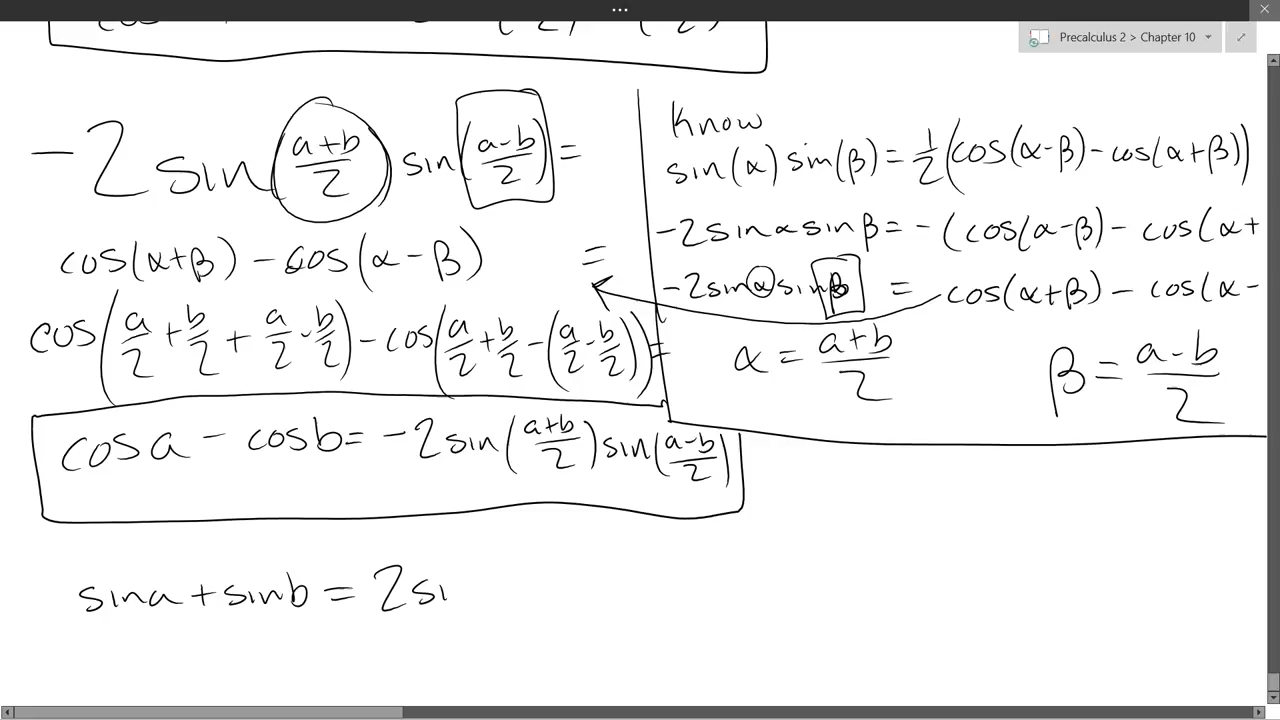 Precalculus 2 > Chapter 10
-2 sin((a+b)/2) sin((a-b)/2) =
cos(α+β) - cos(α-β) =
cos(a/2 + b/2 + a/2 - b/2) - cos(a/2 + b/2 - (a/2 - b/2)) =
cos a - cos b = -2 sin((a+b)/2) sin((a-b)/2)
sin a + sin b = 2 si
Know
sin(α) sin(β) = 1/2 (cos(α-β) - cos(α+β))
-2 sin α sin β = -(cos(α-β) - cos(α+
-2 sin α sin β = cos(α+β) - cos(α-
α = (a+b)/2 β = (a-b)/2